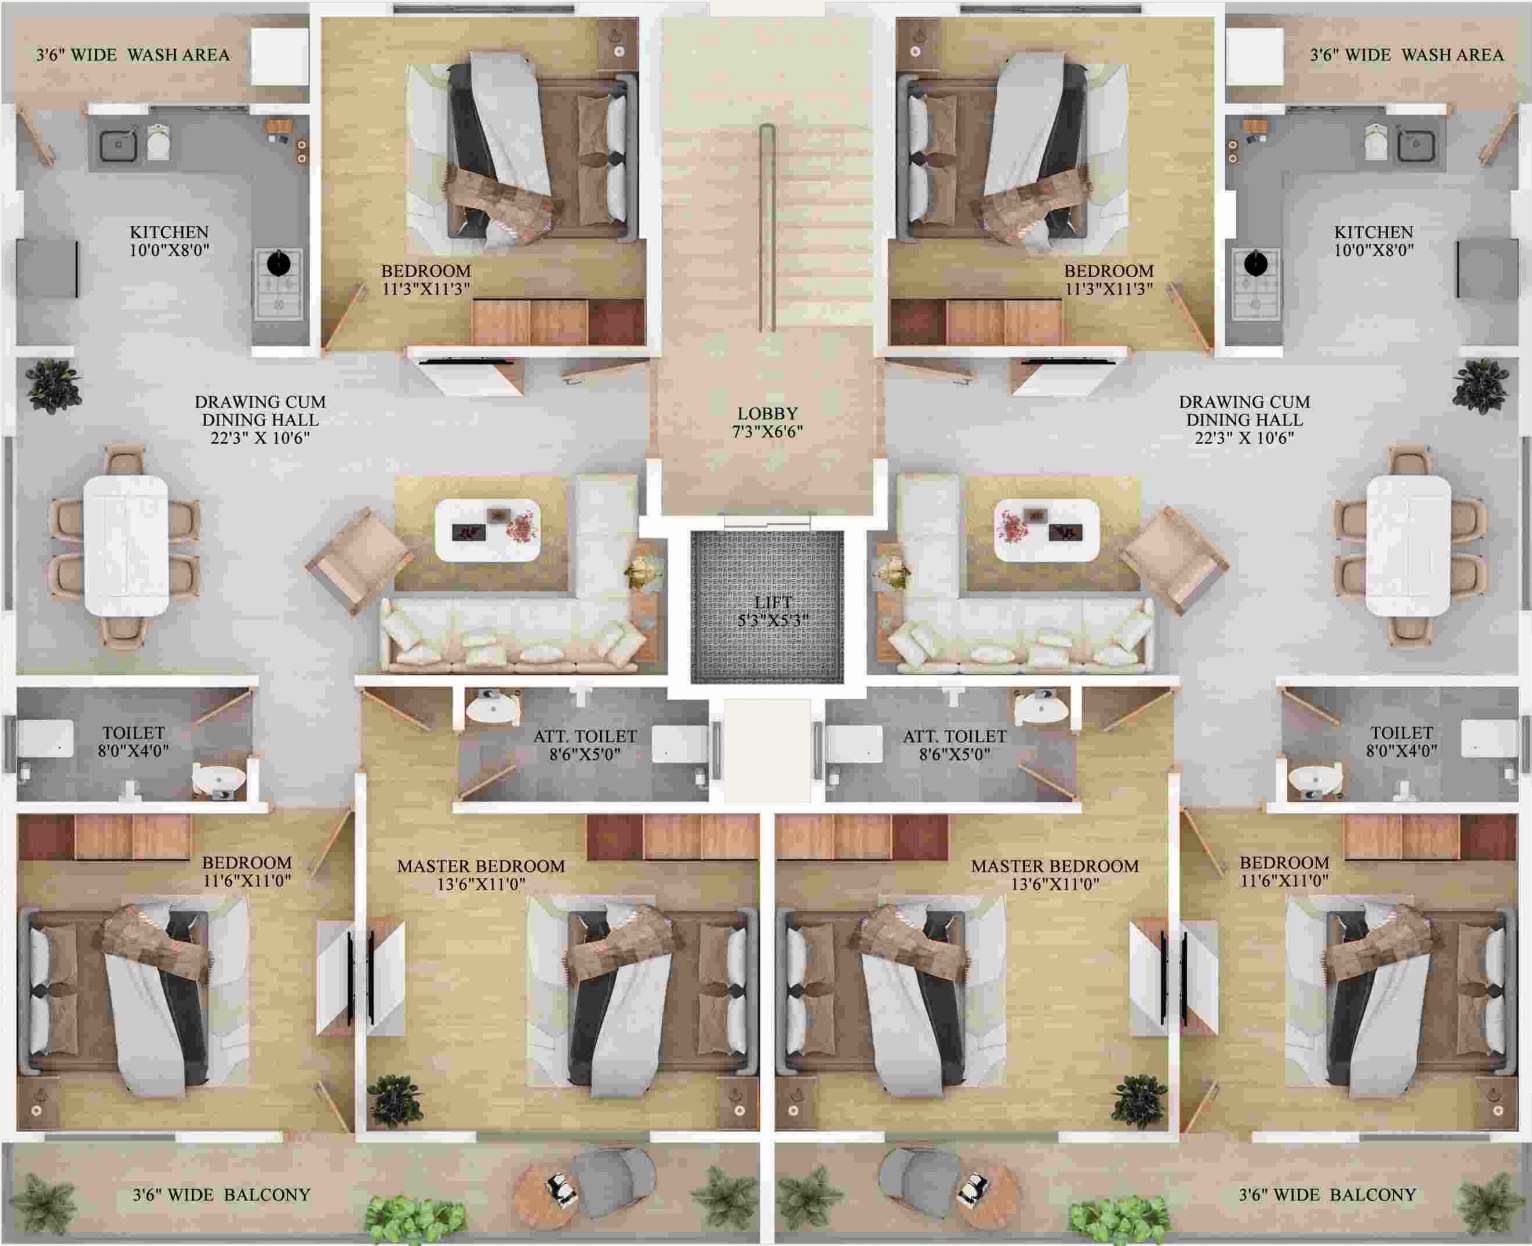 3'6" WIDE WASH AREA
3'6" WIDE WASH AREA
KITCHEN
10'0"X8'0"
BEDROOM
11'3"X11'3"
BEDROOM
11'3"X11'3"
KITCHEN
10'0"X8'0"
DRAWING CUM
DINING HALL
22'3" X 10'6"
LOBBY
7'3"X6'6"
DRAWING CUM
DINING HALL
22'3" X 10'6"
LIFT
5'3"X5'3"
TOILET
8'0"X4'0"
ATT. TOILET
8'6"X5'0"
ATT. TOILET
8'6"X5'0"
TOILET
8'0"X4'0"
BEDROOM
11'6"X11'0"
MASTER BEDROOM
13'6"X11'0"
MASTER BEDROOM
13'6"X11'0"
BEDROOM
11'6"X11'0"
3'6" WIDE BALCONY
3'6" WIDE BALCONY